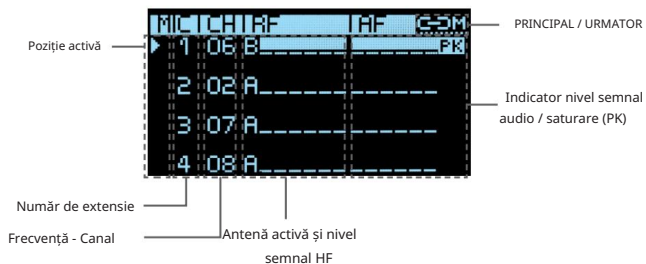 MIC CH RF AF M
PRINCIPAL / URMATOR
Poziție activă
1 06 B PK
2 02 A
3 07 A
4 08 A
Indicator nivel semnal
audio / saturare (PK)
Număr de extensie
Frecvență - Canal
Antenă activă și nivel
semnal HF